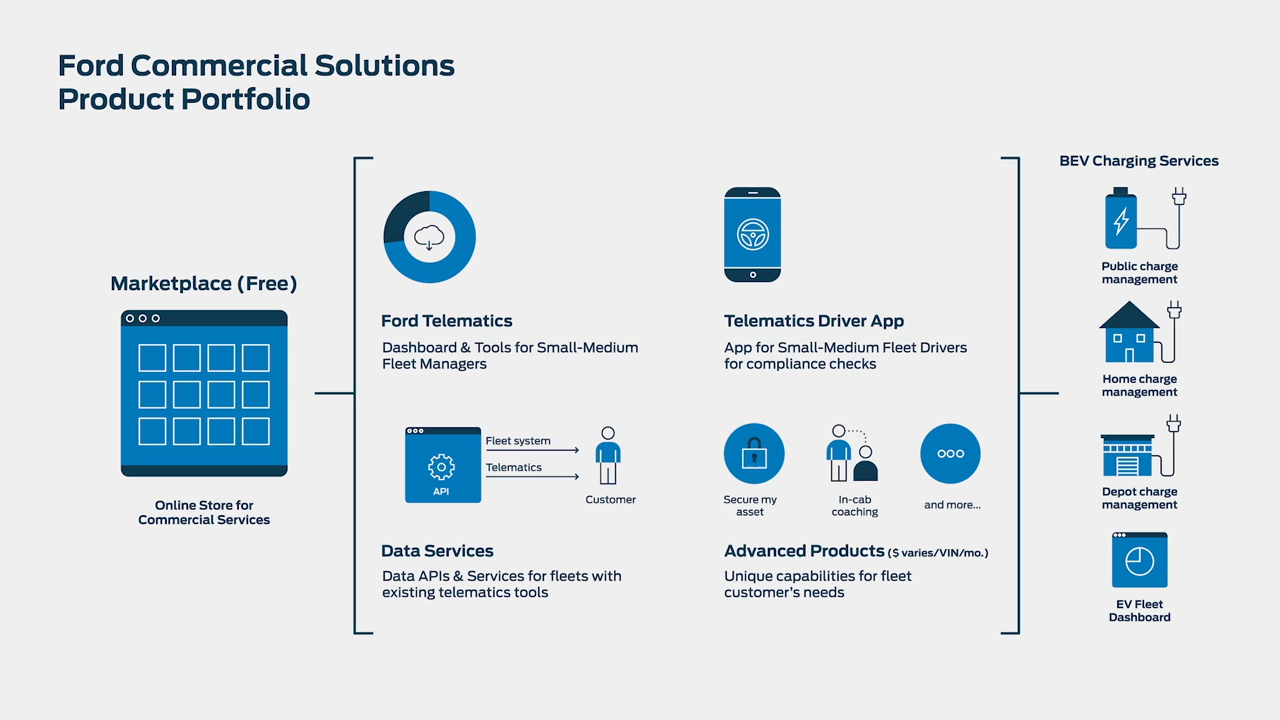 Ford Commercial Solutions
Product Portfolio
Marketplace (Free)
Online Store for
Commercial Services
Ford Telematics
Dashboard & Tools for Small-Medium
Fleet Managers
Telematics Driver App
App for Small-Medium Fleet Drivers
for compliance checks
API
Fleet system
Telematics
Customer
Data Services
Data APIs & Services for fleets with
existing telematics tools
Secure my
asset
In-cab
coaching
and more...
Advanced Products ($ varies/VIN/mo.)
Unique capabilities for fleet
customer's needs
BEV Charging Services
Public charge
management
Home charge
management
Depot charge
management
EV Fleet
Dashboard